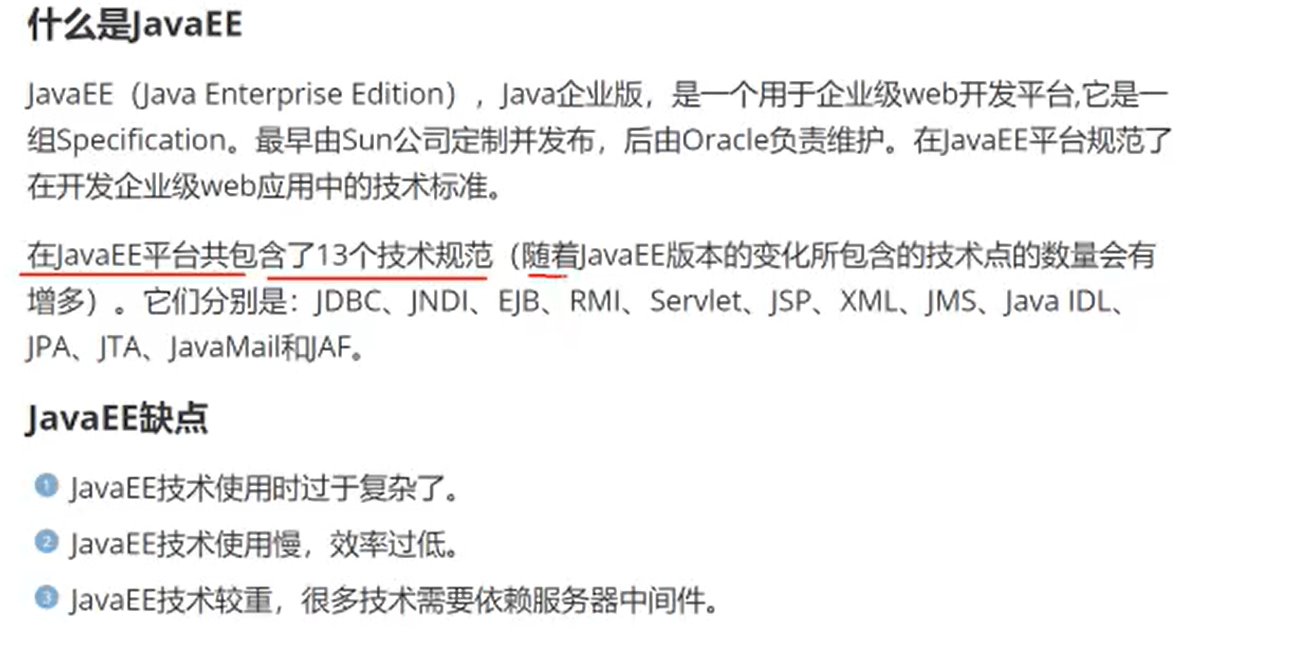 什么是JavaEE
JavaEE（Java Enterprise Edition），Java企业版，是一个用于企业级web开发平台,它是一
组Specification。最早由Sun公司定制并发布，后由Oracle负责维护。在JavaEE平台规范了
在开发企业级web应用中的技术标准。
在JavaEE平台共包含了13个技术规范（随着JavaEE版本的变化所包含的技术点的数量会有
增多）。它们分别是：JDBC、JNDI、EJB、RMI、Servlet、JSP、XML、JMS、Java IDL、
JPA、JTA、JavaMail和JAF。
JavaEE缺点
1 JavaEE技术使用时过于复杂了。
2 JavaEE技术使用慢，效率过低。
3 JavaEE技术较重，很多技术需要依赖服务器中间件。